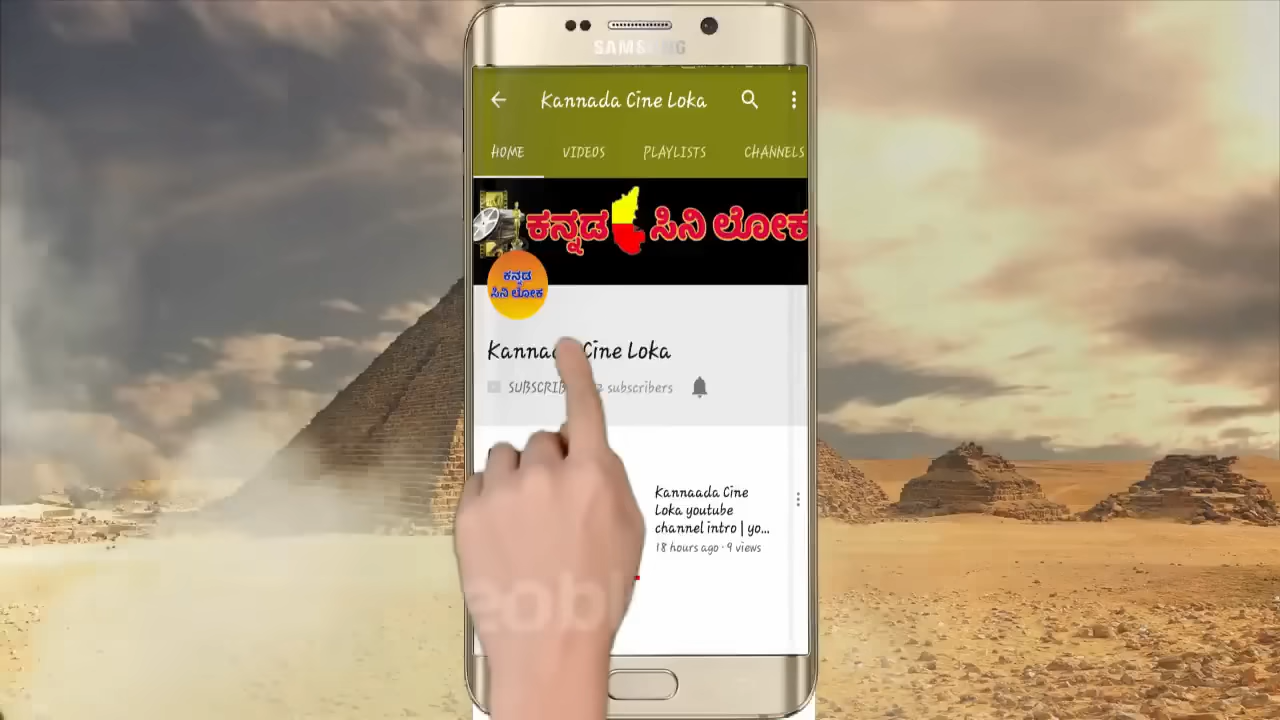 SAMSUNG
Kannada Cine Loka
HOME VIDEOS PLAYLISTS CHANNELS
ಕನ್ನಡ ಸಿನಿ ಲೋಕ
ಕನ್ನಡ
ಸಿನಿ ಲೋಕ
Cine Loka
subscribers
Kannaada Cine
Loka youtube
channel intro | yo...
18 hours ago · 9 views